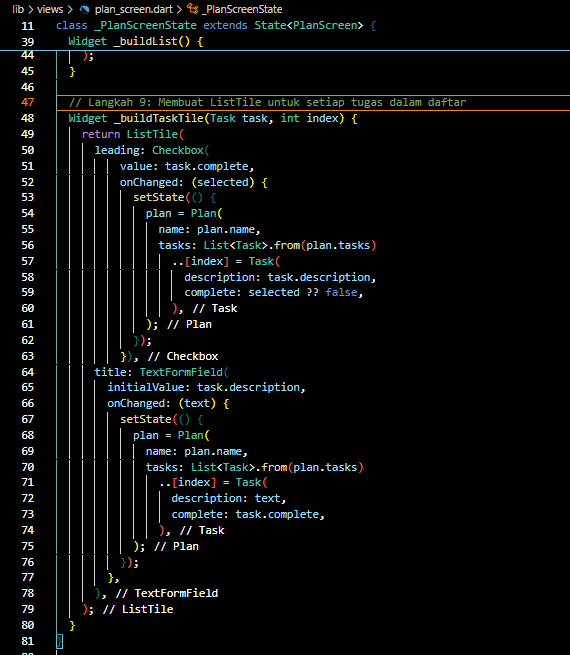 lib > views > plan_screen.dart > _PlanScreenState
11 class _PlanScreenState extends State<PlanScreen> {
39   Widget _buildList() {
44     );
45   }
46
47   // Langkah 9: Membuat ListTile untuk setiap tugas dalam daftar
48   Widget _buildTaskTile(Task task, int index) {
49     return ListTile(
50       leading: Checkbox(
51           value: task.complete,
52           onChanged: (selected) {
53             setState(() {
54               plan = Plan(
55                 name: plan.name,
56                 tasks: List<Task>.from(plan.tasks)
57                   ..[index] = Task(
58                     description: task.description,
59                     complete: selected ?? false,
60                   ), // Task
61               ); // Plan
62             });
63           }), // Checkbox
64       title: TextFormField(
65         initialValue: task.description,
66         onChanged: (text) {
67           setState(() {
68             plan = Plan(
69               name: plan.name,
70               tasks: List<Task>.from(plan.tasks)
71                 ..[index] = Task(
72                   description: text,
73                   complete: task.complete,
74                 ), // Task
75             ); // Plan
76           });
77         },
78       ), // TextFormField
79     ); // ListTile
80   }
81 }